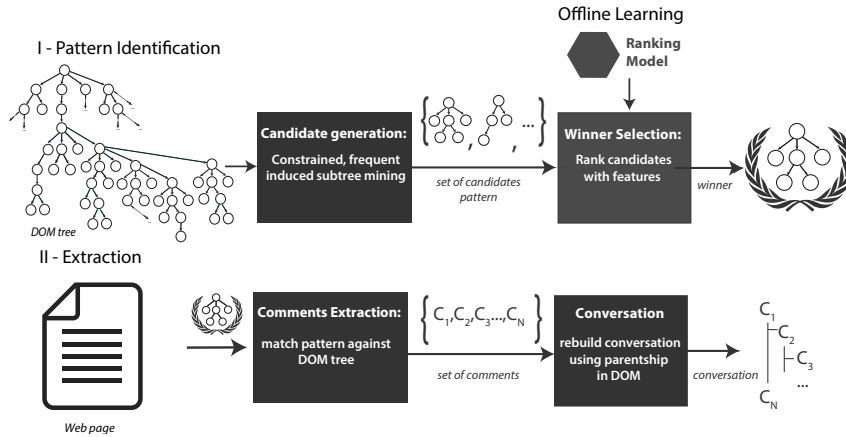 Offline Learning
I - Pattern Identification
Ranking
Model
Candidate generation:
Constrained, frequent
induced subtree mining
{ , , ... }
set of candidates
pattern
Winner Selection:
Rank candidates
with features
winner
DOM tree
II - Extraction
Comments Extraction:
match pattern against
DOM tree
{C1,C2,C3...,CN}
set of comments
Conversation
rebuild conversation
using parentship
in DOM
conversation
C1
C2
C3
...
CN
Web page